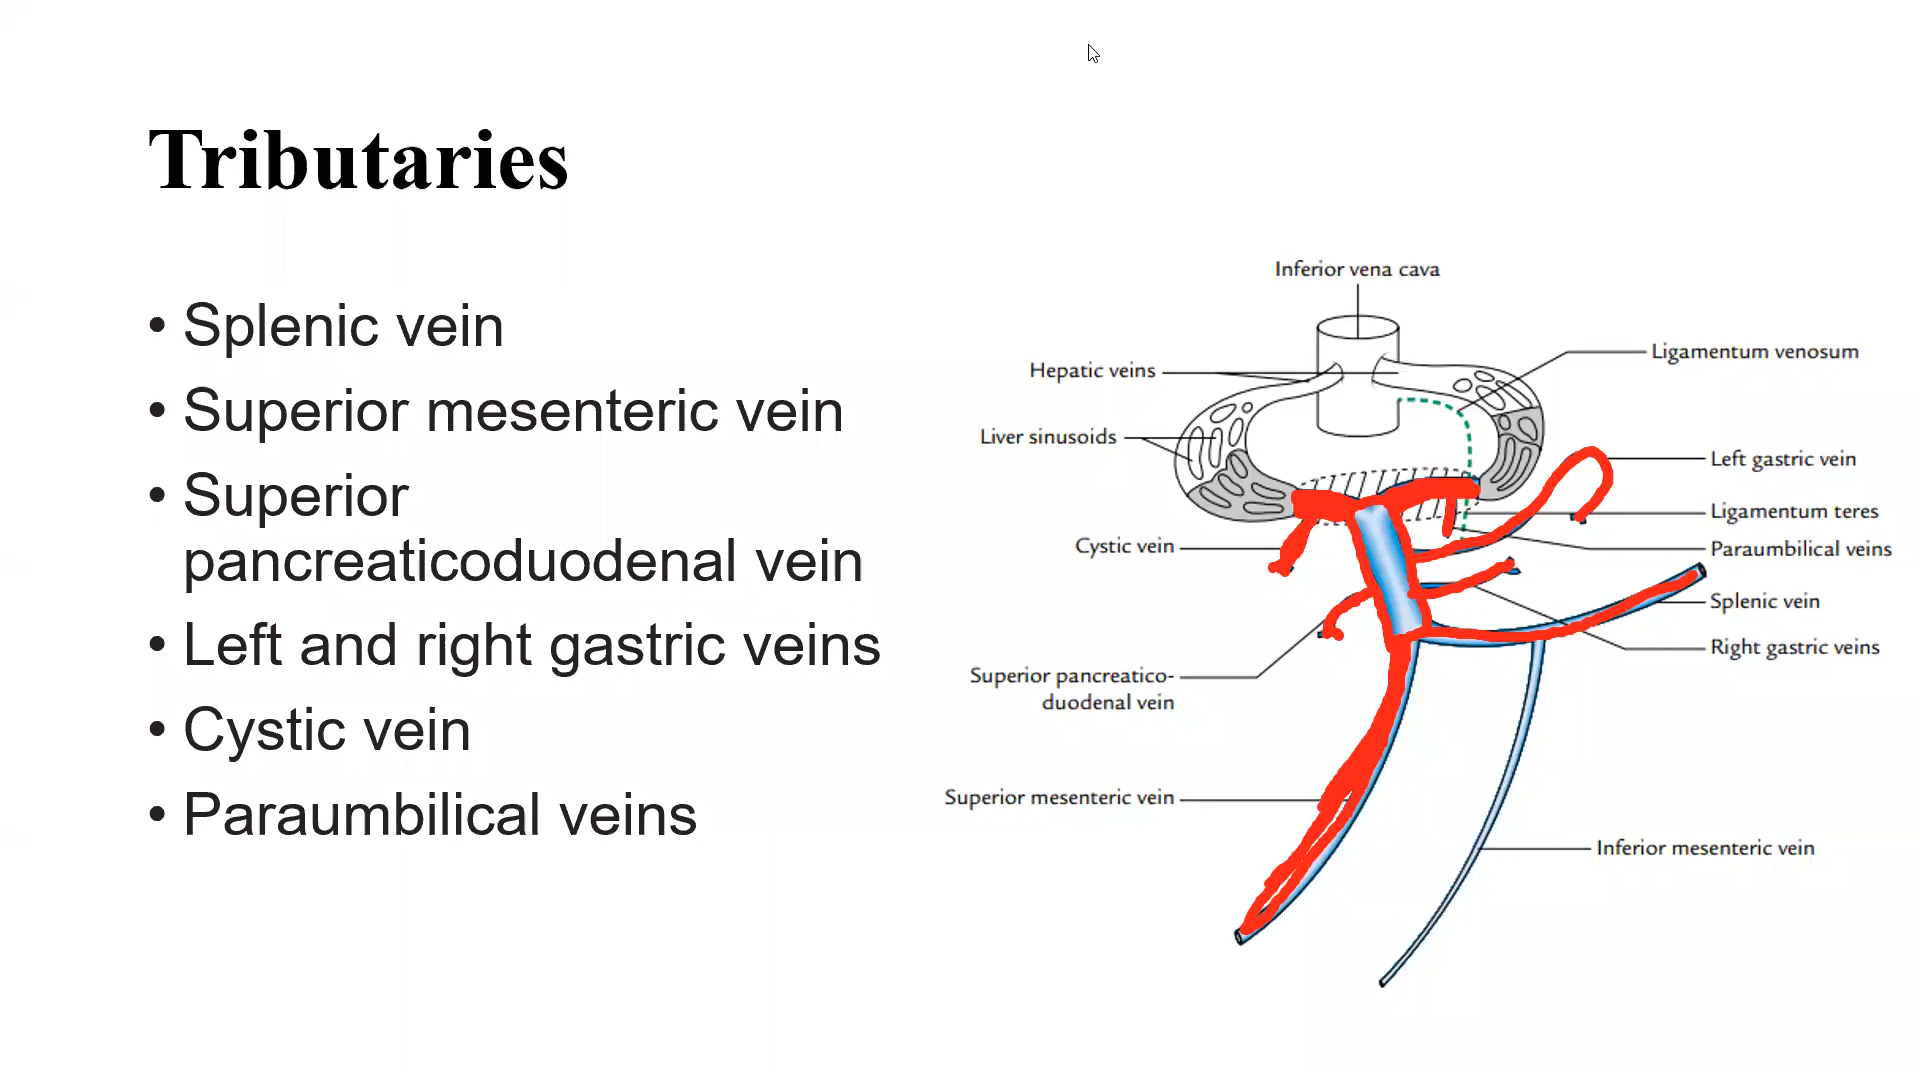 Tributaries
• Splenic vein
• Superior mesenteric vein
• Superior
pancreaticoduodenal vein
• Left and right gastric veins
• Cystic vein
• Paraumbilical veins
Inferior vena cava
Hepatic veins
Liver sinusoids
Cystic vein
Superior pancreatico-
duodenal vein
Superior mesenteric vein
Ligamentum venosum
Left gastric vein
Ligamentum teres
Paraumbilical veins
Splenic vein
Right gastric veins
Inferior mesenteric vein